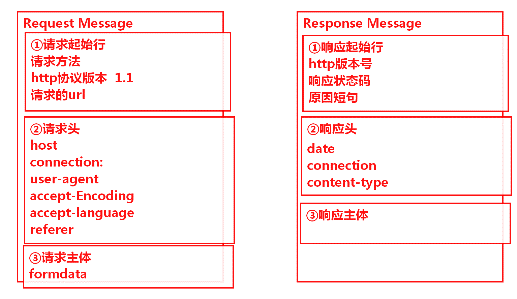 Request Message
①请求起始行
请求方法
http协议版本 1.1
请求的url
②请求头
host
connection:
user-agent
accept-Encoding
accept-language
referer
③请求主体
formdata
Response Message
①响应起始行
http版本号
响应状态码
原因短句
②响应头
date
connection
content-type
③响应主体